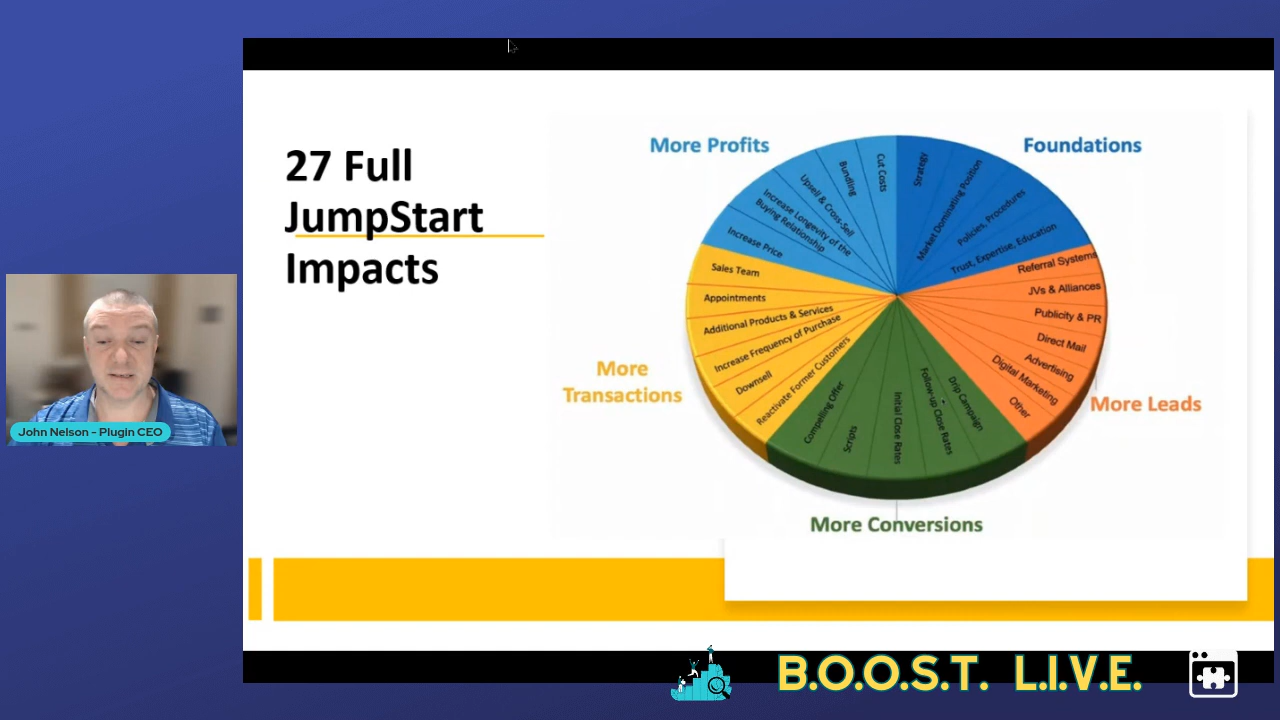 27 Full
JumpStart
Impacts
More Profits
Foundations
Cut Costs
Bundling
Upsell & Cross-Sell
Increase Longevity of the
Buying Relationship
Increase Price
Strategy
Market Dominating Position
Policies, Procedures
Trust, Expertise, Education
Referral Systems
JVs & Alliances
Publicity & PR
Direct Mail
Advertising
Digital Marketing
Other
More Leads
Sales Team
Appointments
Additional Products & Services
Increase Frequency of Purchase
Downsell
Reactivate Former Customers
More
Transactions
Compelling Offer
Scripts
Initial Close Rates
Follow-up Close Rates
Drip Campaign
More Conversions
John Nelson - Plugin CEO
B.O.O.S.T. L.I.V.E.